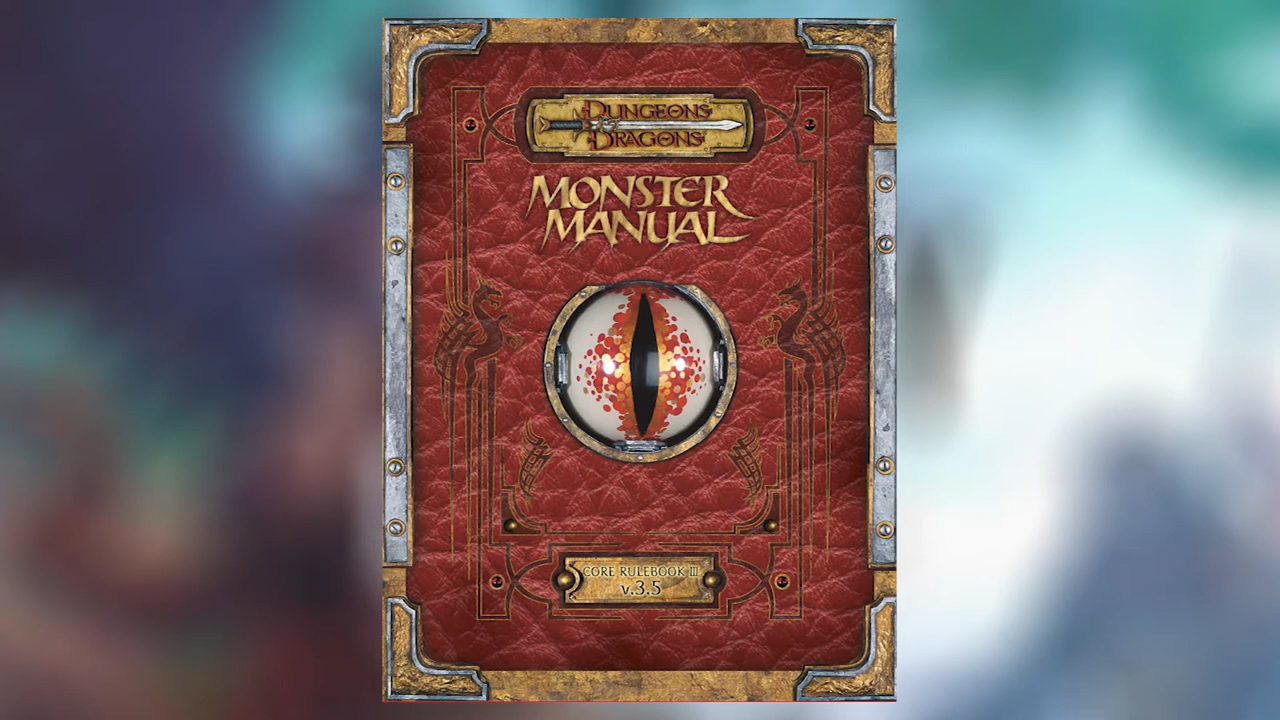 DUNGEONS
DRAGONS
MONSTER
MANUAL
CORE RULEBOOK III
v.3.5